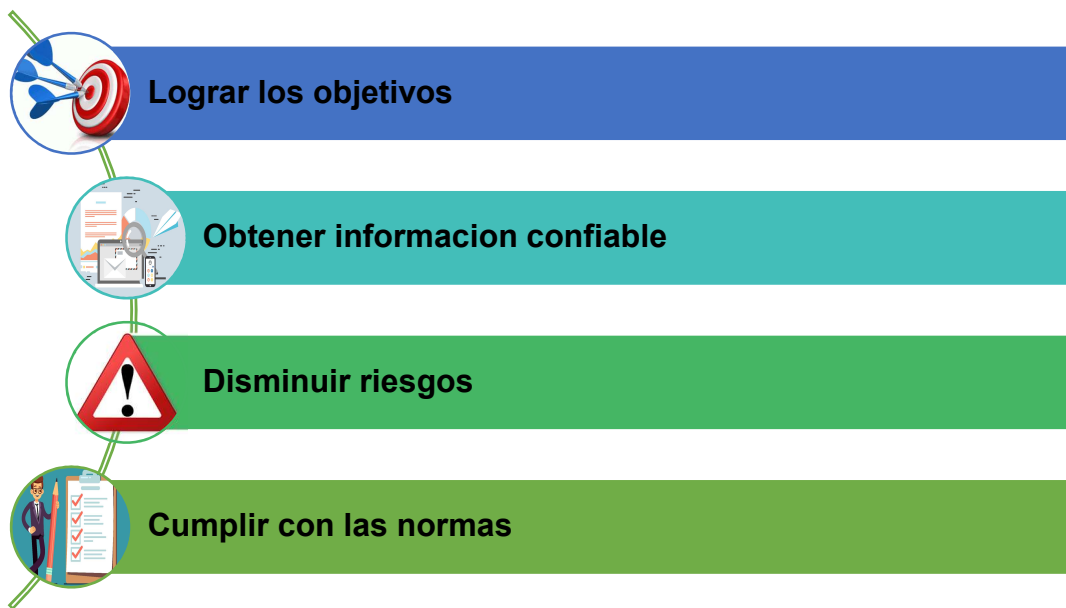 Lograr los objetivos
Obtener informacion confiable
Disminuir riesgos
Cumplir con las normas